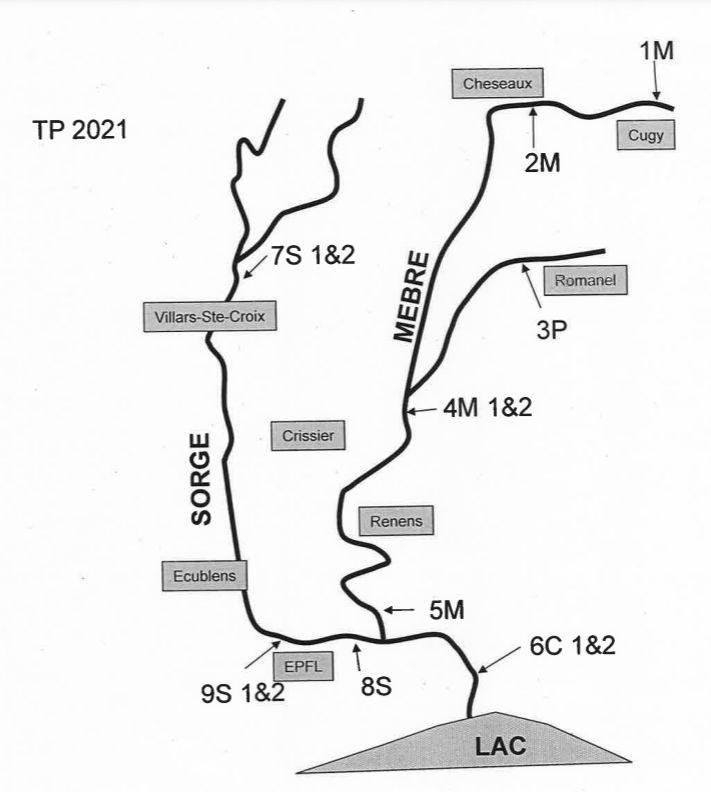 1M
Cheseaux
TP 2021
Cugy
2M
7S 1&2
Romanel
MEBRE
Villars-Ste-Croix
3P
4M 1&2
Crissier
SORGE
Renens
Ecublens
5M
6C 1&2
EPFL
9S 1&2
8S
LAC